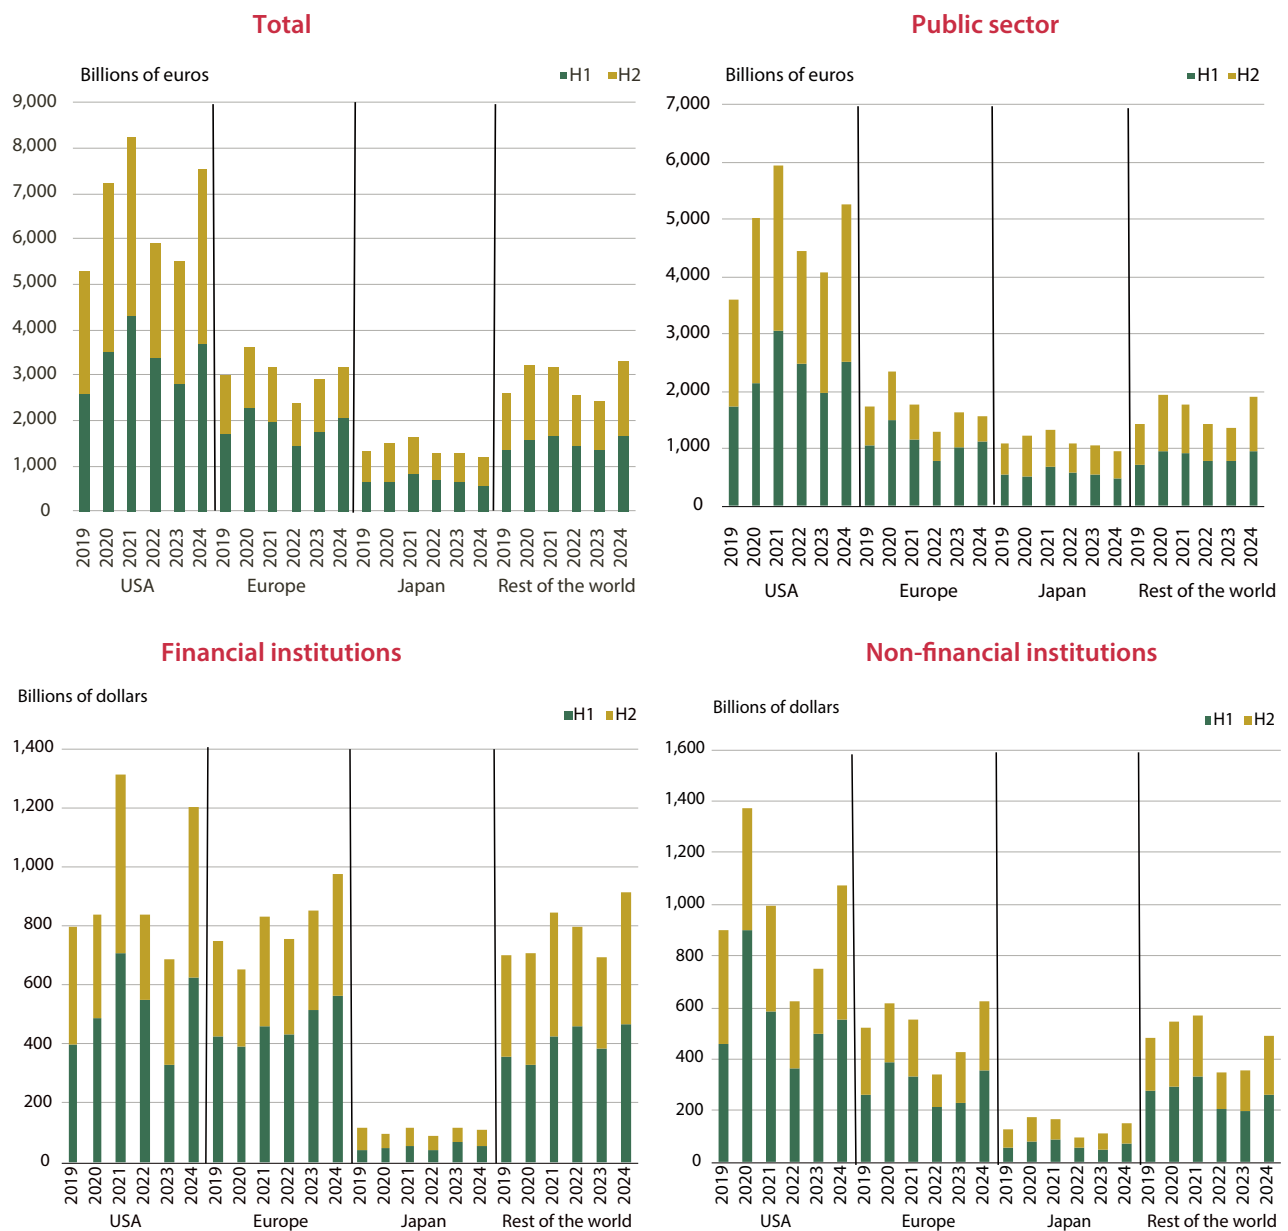 Total
Billions of euros
H1 H2
9,000
8,000
7,000
6,000
5,000
4,000
3,000
2,000
1,000
0
2019 2020 2021 2022 2023 2024 2019 2020 2021 2022 2023 2024 2019 2020 2021 2022 2023 2024 2019 2020 2021 2022 2023 2024
USA Europe Japan Rest of the world
Public sector
Billions of euros
H1 H2
7,000
6,000
5,000
4,000
3,000
2,000
1,000
0
2019 2020 2021 2022 2023 2024 2019 2020 2021 2022 2023 2024 2019 2020 2021 2022 2023 2024 2019 2020 2021 2022 2023 2024
USA Europe Japan Rest of the world
Financial institutions
Billions of dollars
H1 H2
1,400
1,200
1,000
800
600
400
200
0
2019 2020 2021 2022 2023 2024 2019 2020 2021 2022 2023 2024 2019 2020 2021 2022 2023 2024 2019 2020 2021 2022 2023 2024
USA Europe Japan Rest of the world
Non-financial institutions
Billions of dollars
H1 H2
1,600
1,400
1,200
1,000
800
600
400
200
0
2019 2020 2021 2022 2023 2024 2019 2020 2021 2022 2023 2024 2019 2020 2021 2022 2023 2024 2019 2020 2021 2022 2023 2024
USA Europe Japan Rest of the world